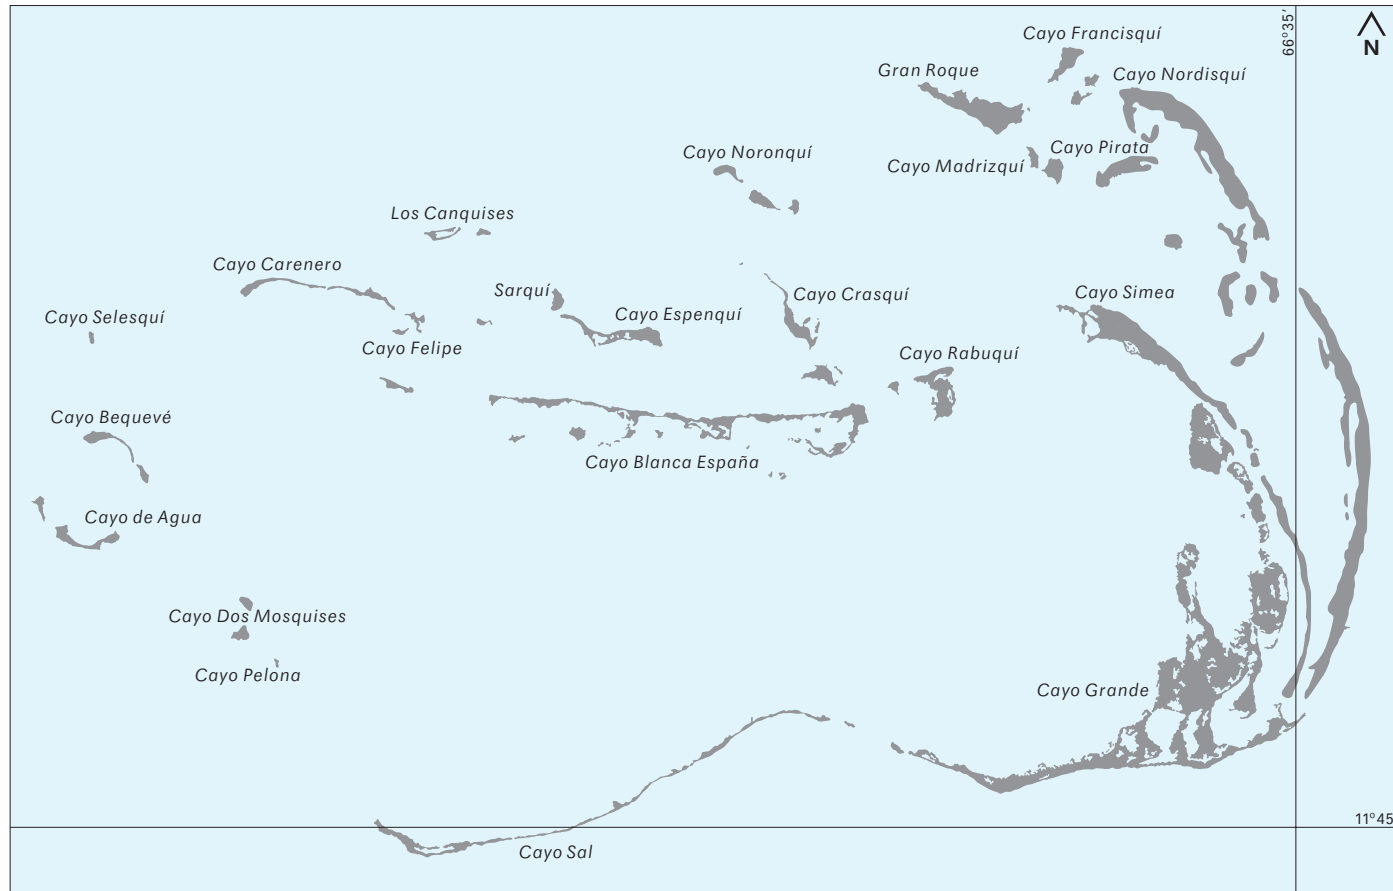 Cayo Francisquí
66°35'
N
Gran Roque
Cayo Nordisquí
Cayo Noronquí
Cayo Madrizquí
Cayo Pirata
Los Canquises
Cayo Carenero
Sarquí
Cayo Crasquí
Cayo Simea
Cayo Selesquí
Cayo Espenquí
Cayo Felipe
Cayo Rabuquí
Cayo Bequevé
Cayo Blanca España
Cayo de Agua
Cayo Dos Mosquises
Cayo Pelona
Cayo Grande
11°45
Cayo Sal